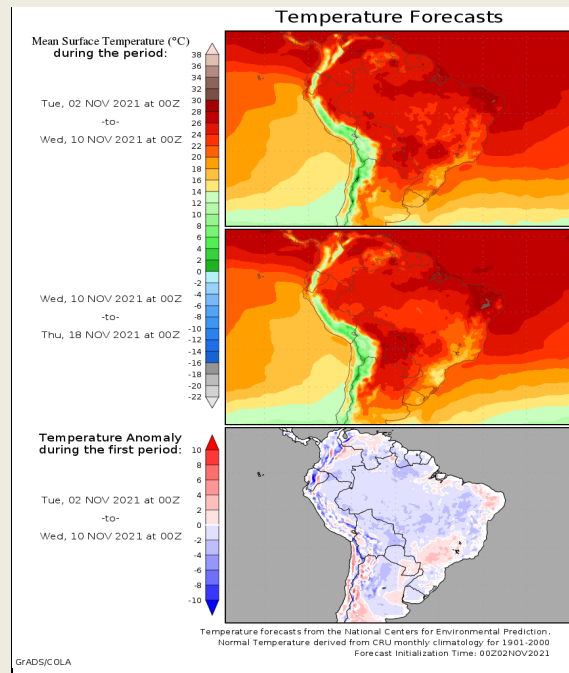 Temperature Forecasts
Mean Surface Temperature (°C)
during the period:
Tue, 02 NOV 2021 at 00Z
-to-
Wed, 10 NOV 2021 at 00Z
38
36
34
32
30
28
26
24
22
20
18
16
14
12
10
8
6
4
2
0
-2
-4
-6
-8
-10
-12
-14
-16
-18
-20
-22
Wed, 10 NOV 2021 at 00Z
-to-
Thu, 18 NOV 2021 at 00Z
Temperature Anomaly
during the first period:
Tue, 02 NOV 2021 at 00Z
-to-
Wed, 10 NOV 2021 at 00Z
10
8
6
4
2
0
-2
-4
-6
-8
-10
Temperature forecasts from the National Centers for Environmental Prediction.
Normal Temperature derived from CRU monthly climatology for 1901-2000
Forecast Initialization Time: 00Z02NOV2021
GrADS/COLA